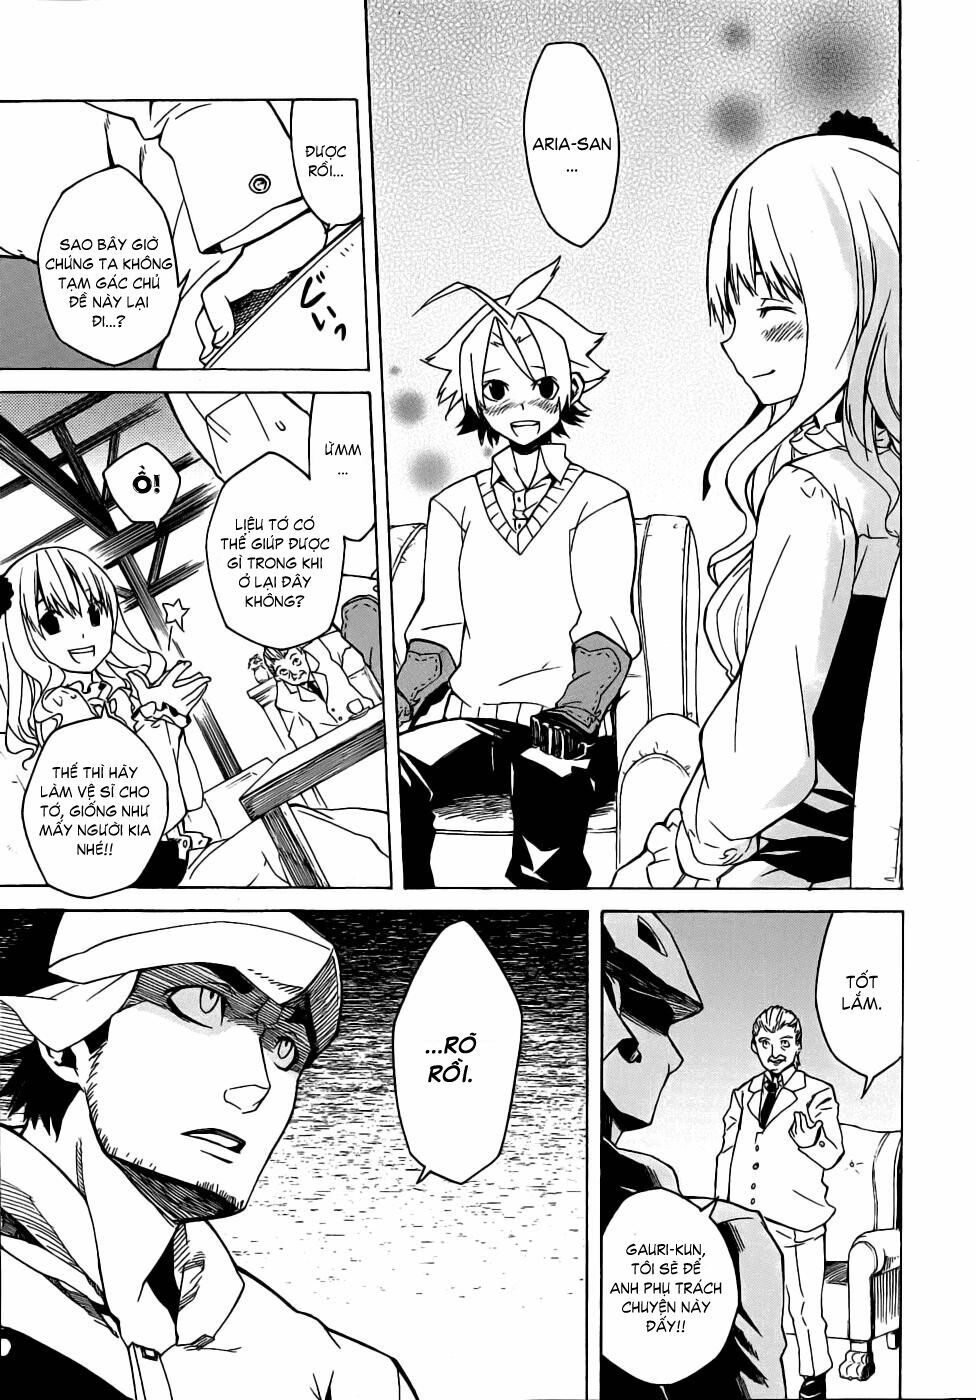 ARIA-SAN
...
ĐƯỢC
RỒI...
SAO BÂY GIỜ
CHÚNG TA KHÔNG
TẠM GÁC CHỦ
ĐỀ NÀY LẠI
ĐI...?
じいっ
ỪMM
...
LIỆU TỚ CÓ
THỂ GIÚP ĐƯỢC
GÌ TRONG KHI
Ở LẠI ĐÂY
KHÔNG?
Ồ!
THẾ THÌ HÃY
LÀM VỆ SĨ CHO
TỚ, GIỐNG NHƯ
MẤY NGƯỜI KIA
NHÉ!!
TỐT
LẮM.
GAURI-KUN,
TÔI SẼ ĐỂ
ANH PHỤ TRÁCH
CHUYỆN NÀY
ĐẤY!!
...RÕ
RỒI.